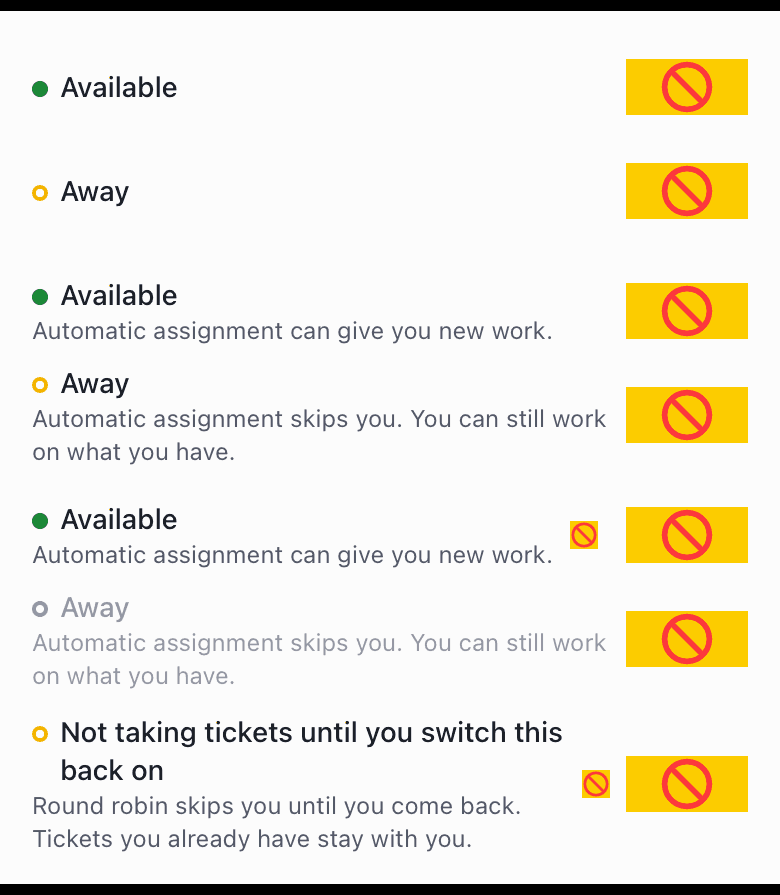 Available
Away
Available
Automatic assignment can give you new work.
Away
Automatic assignment skips you. You can still work
on what you have.
Available
Automatic assignment can give you new work.
Away
Automatic assignment skips you. You can still work
on what you have.
Not taking tickets until you switch this
back on
Round robin skips you until you come back.
Tickets you already have stay with you.